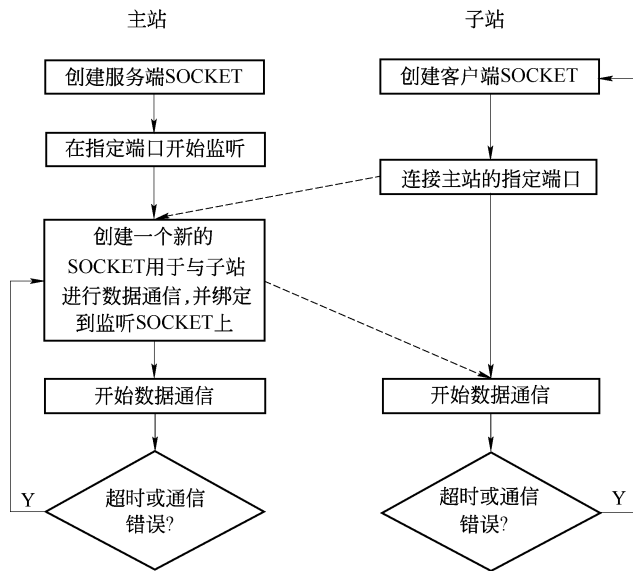 主站
子站
创建服务端SOCKET
创建客户端SOCKET
在指定端口开始监听
连接主站的指定端口
创建一个新的
SOCKET用于与子站
进行数据通信,并绑定
到监听SOCKET上
开始数据通信
开始数据通信
Y
超时或通信
错误?
超时或通信
错误?
Y